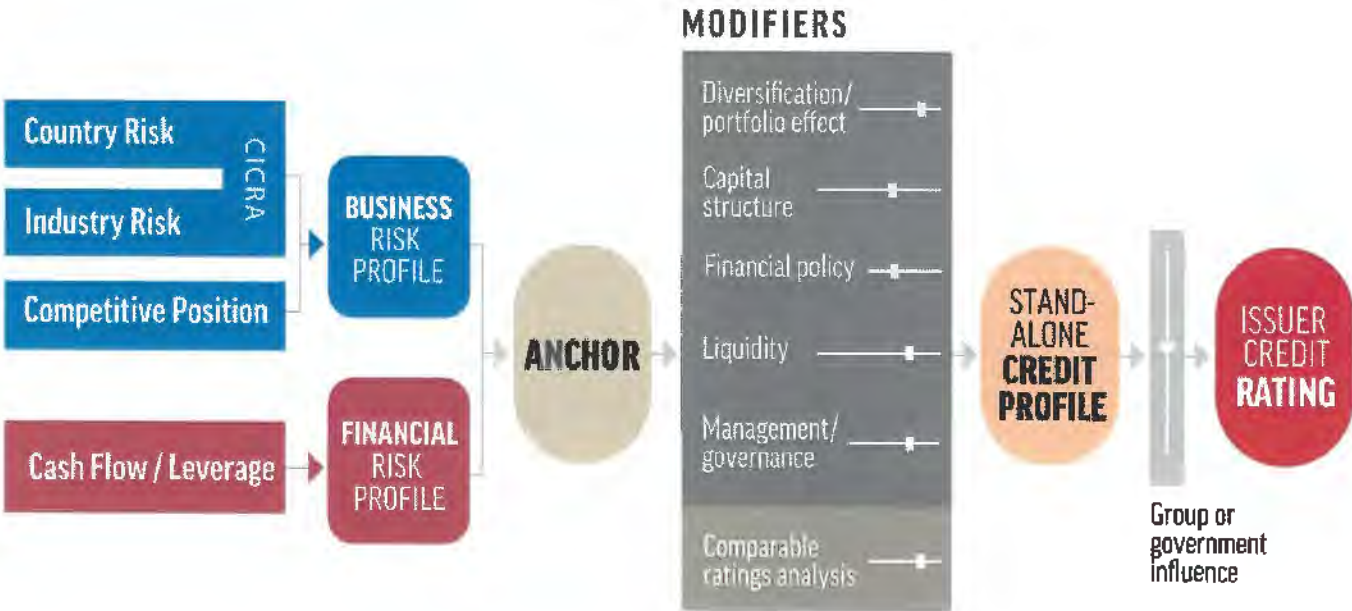 MODIFIERS
Country Risk
Industry Risk
CICRA
Competitive Position
Cash Flow / Leverage
BUSINESS
RISK
PROFILE
FINANCIAL
RISK
PROFILE
ANCHOR
Diversification/
portfolio effect
Capital
structure
Financial policy
Liquidity
Management/
governance
Comparable
ratings analysis
STAND-
ALONE
CREDIT
PROFILE
Group or
government
influence
ISSUER
CREDIT
RATING